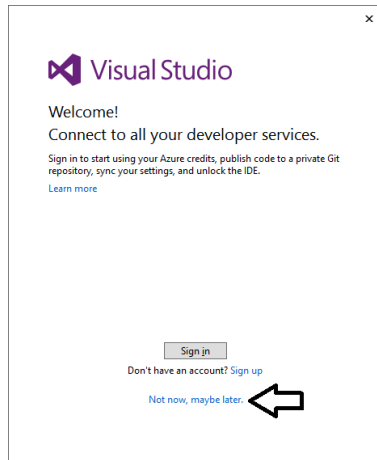 Visual Studio
Welcome!
Connect to all your developer services.
Sign in to start using your Azure credits, publish code to a private Git
repository, sync your settings, and unlock the IDE.
Learn more
Sign in
Don't have an account? Sign up
Not now, maybe later.